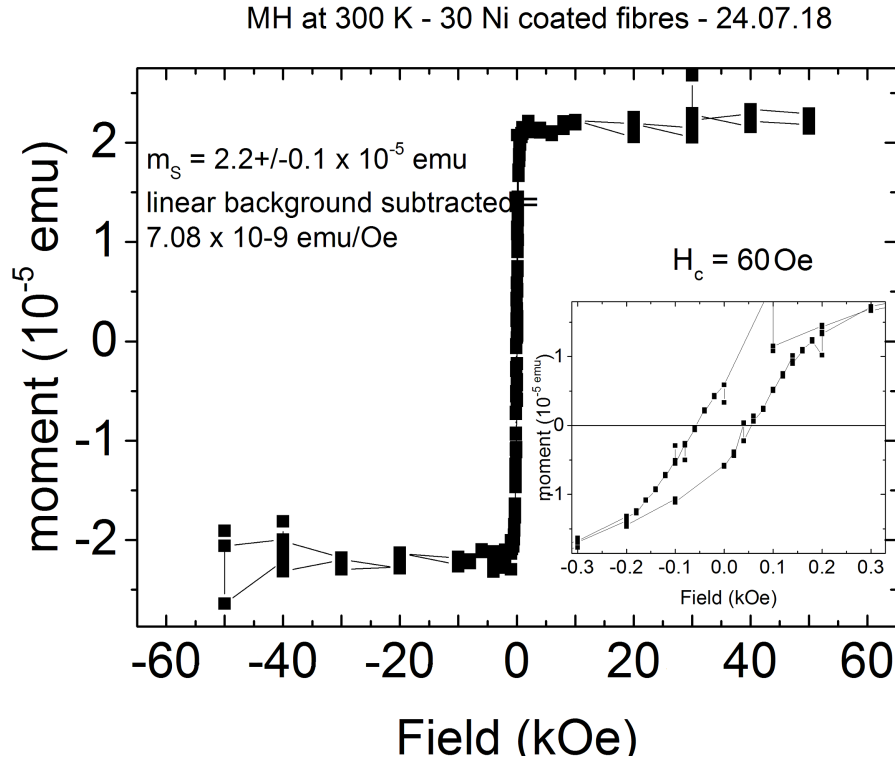 MH at 300 K - 30 Ni coated fibres - 24.07.18
2
1
0
-1
-2
moment (10⁻⁵ emu)
m_S = 2.2+/-0.1 x 10⁻⁵ emu
linear background subtracted =
7.08 x 10-9 emu/Oe
H_c = 60 Oe
1
0
1
moment (10⁻⁵ ᵉᵐᵘ)
-0.3 -0.2 -0.1 0.0 0.1 0.2 0.3
Field (kOe)
-60 -40 -20 0 20 40 60
Field (kOe)